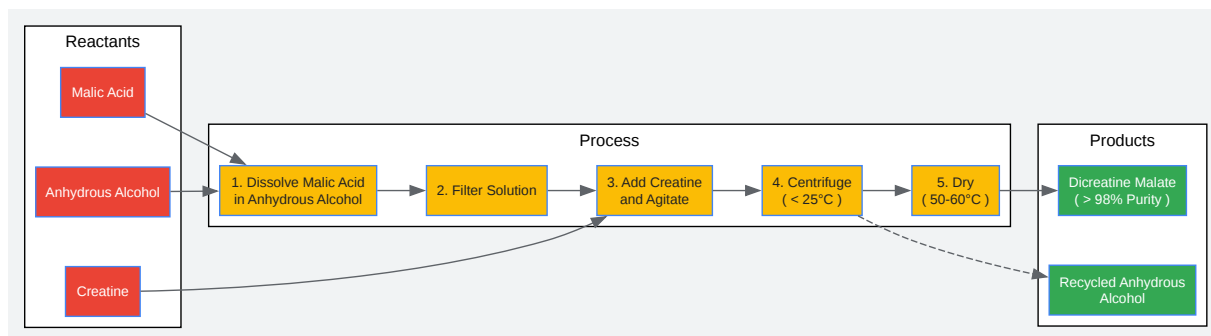 Reactants
Malic Acid
Anhydrous Alcohol
Creatine
Process
1. Dissolve Malic Acid
in Anhydrous Alcohol
2. Filter Solution
3. Add Creatine
and Agitate
4. Centrifuge
( < 25°C )
5. Dry
( 50-60°C )
Products
Dicreatine Malate
( > 98% Purity )
Recycled Anhydrous
Alcohol